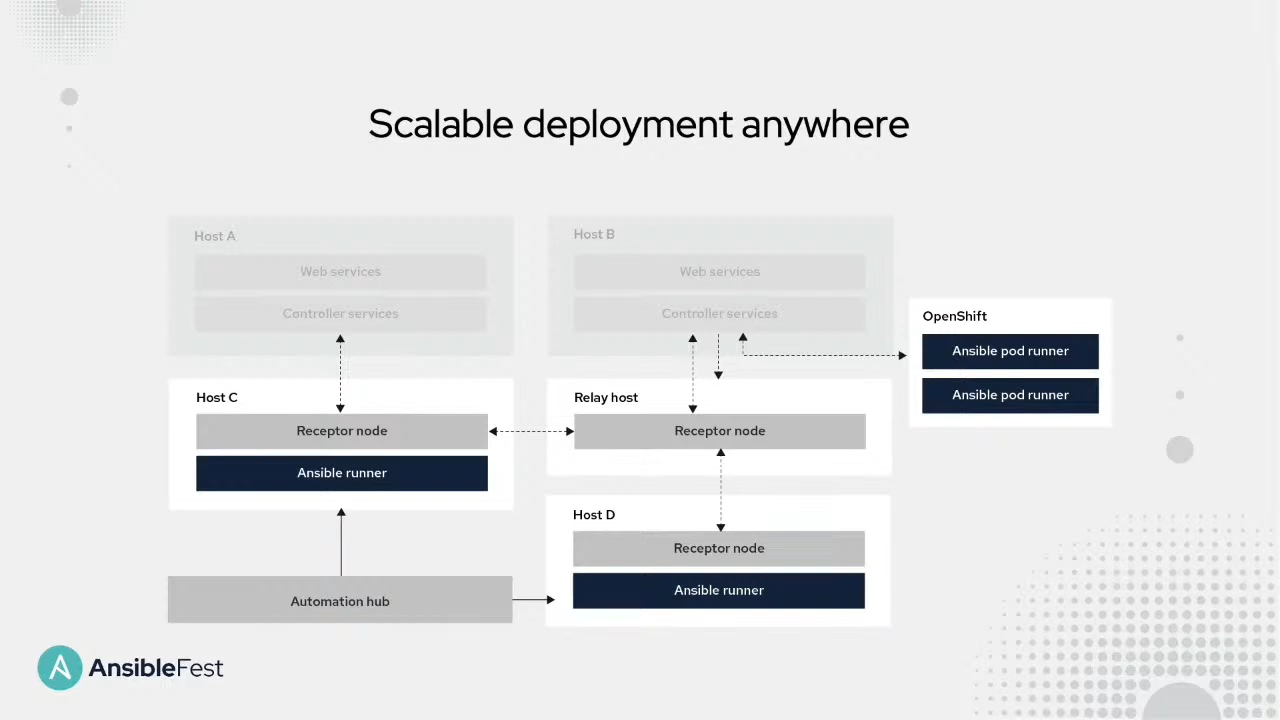 Scalable deployment anywhere
Host A
Web services
Controller services
Host B
Web services
Controller services
OpenShift
Ansible pod runner
Ansible pod runner
Host C
Receptor node
Ansible runner
Relay host
Receptor node
Host D
Receptor node
Ansible runner
Automation hub
AnsibleFest